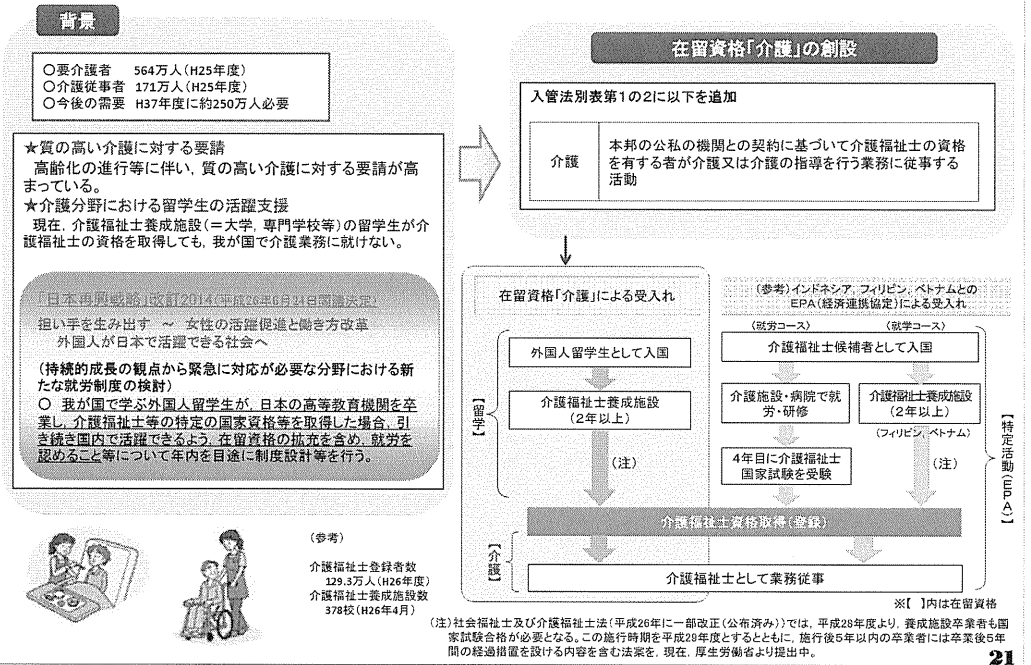 背景
○要介護者 564万人(H25年度)
○介護従事者 171万人(H25年度)
○今後の需要 H37年度に約250万人必要
★質の高い介護に対する要請
高齢化の進行等に伴い,質の高い介護に対する要請が高
まっている。
★介護分野における留学生の活躍支援
現在,介護福祉士養成施設(=大学,専門学校等)の留学生が介
護福祉士の資格を取得しても,我が国で介護業務に就けない。
「日本再興戦略」改訂2014(平成26年6月24日閣議決定)
担い手を生み出す ~ 女性の活躍促進と働き方改革
外国人が日本で活躍できる社会へ
(持続的成長の観点から緊急に対応が必要な分野における新
たな就労制度の検討)
○ 我が国で学ぶ外国人留学生が,日本の高等教育機関を卒
業し,介護福祉士等の特定の国家資格等を取得した場合,引
き続き国内で活躍できるよう,在留資格の拡充を含め,就労を
認めること等について年内を目途に制度設計等を行う。
(参考)
介護福祉士登録者数
129.3万人(H26年度)
介護福祉士養成施設数
378校(H26年4月)
在留資格「介護」の創設
入管法別表第1の2に以下を追加
介護
本邦の公私の機関との契約に基づいて介護福祉士の資格
を有する者が介護又は介護の指導を行う業務に従事する
活動
在留資格「介護」による受入れ
外国人留学生として入国
介護福祉士養成施設
(2年以上)
【留学】
(注)
(参考)インドネシア,フィリピン,ベトナムとの
EPA(経済連携協定)による受入れ
(就労コース)
(就学コース)
介護福祉士候補者として入国
介護施設・病院で就
労・研修
介護福祉士養成施設
(2年以上)
(フィリピン,ベトナム)
4年目に介護福祉士
国家試験を受験
(注)
【特定活動(EPA)】
介護福祉士資格取得(登録)
【介護】
介護福祉士として業務従事
※【 】内は在留資格
(注)社会福祉士及び介護福祉士法(平成26年に一部改正(公布済み))では,平成28年度より,養成施設卒業者も国
家試験合格が必要となる。この施行時期を平成29年度とするとともに,施行後5年以内の卒業者には卒業後5年
間の経過措置を設ける内容を含む法案を,現在,厚生労働省より提出中。
21